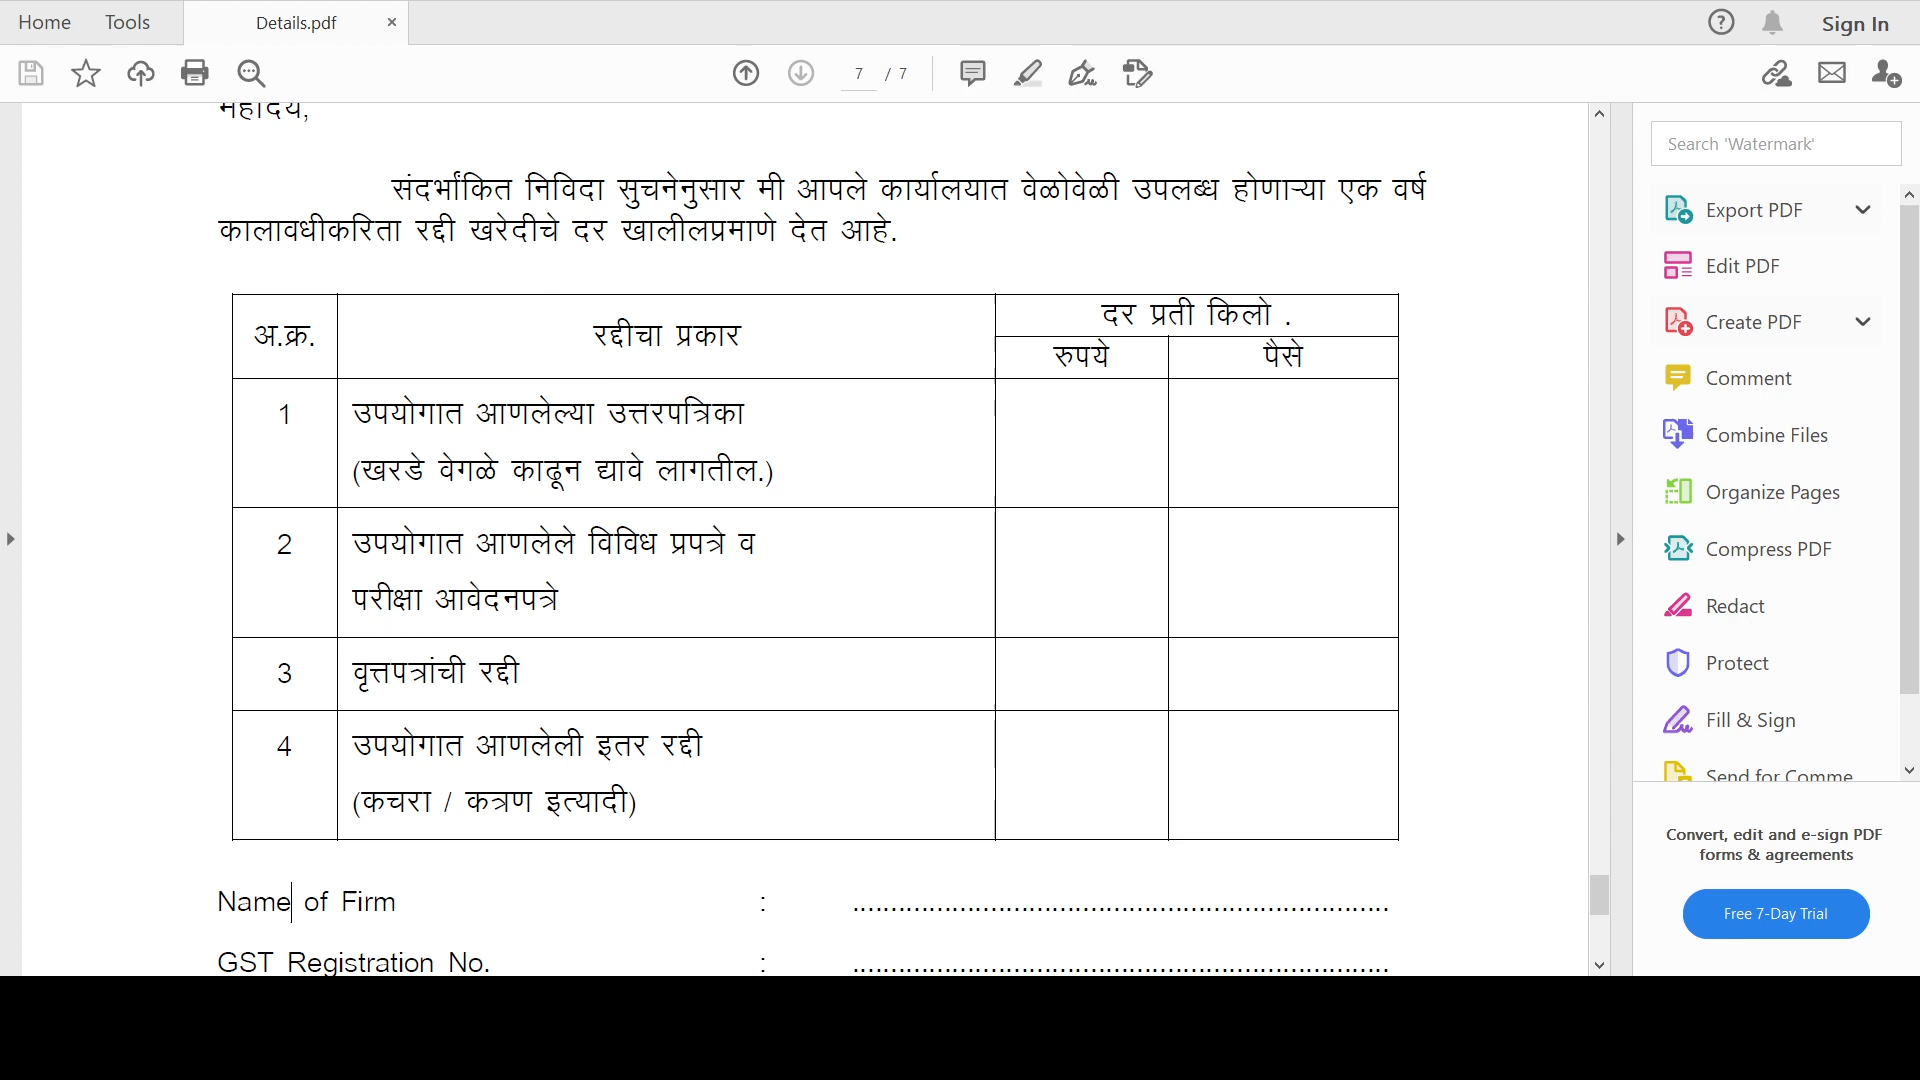 Home Tools Details.pdf × Sign In
7 / 7
महोदय,
संदर्भांकित निविदा सुचनेनुसार मी आपले कार्यालयात वेळोवेळी उपलब्ध होणाऱ्या एक वर्ष
कालावधीकरिता रद्दी खरेदीचे दर खालीलप्रमाणे देत आहे.
अ.क्र. रद्दीचा प्रकार दर प्रती किलो .
रुपये पैसे
1 उपयोगात आणलेल्या उत्तरपत्रिका
(खरडे वेगळे काढून द्यावे लागतील.)
2 उपयोगात आणलेले विविध प्रपत्रे व
परीक्षा आवेदनपत्रे
3 वृत्तपत्रांची रद्दी
4 उपयोगात आणलेली इतर रद्दी
(कचरा / कत्रण इत्यादी)
Name of Firm : ......................................................................
GST Registration No. : ......................................................................
Search 'Watermark'
Export PDF
Edit PDF
Create PDF
Comment
Combine Files
Organize Pages
Compress PDF
Redact
Protect
Fill & Sign
Send for Comme
Convert, edit and e-sign PDF
forms & agreements
Free 7-Day Trial